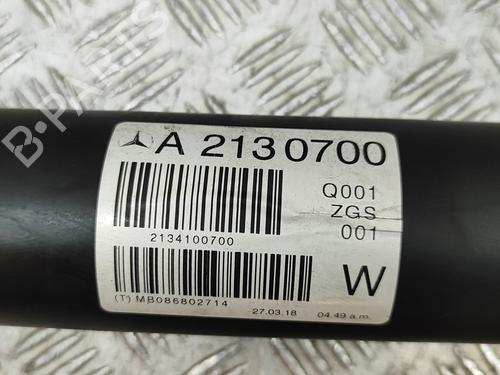 A 2130700
Q001
ZGS
001
2134100700
W
(T) MB086802714
27.03.18
04.49 a.m.
B-PARTS